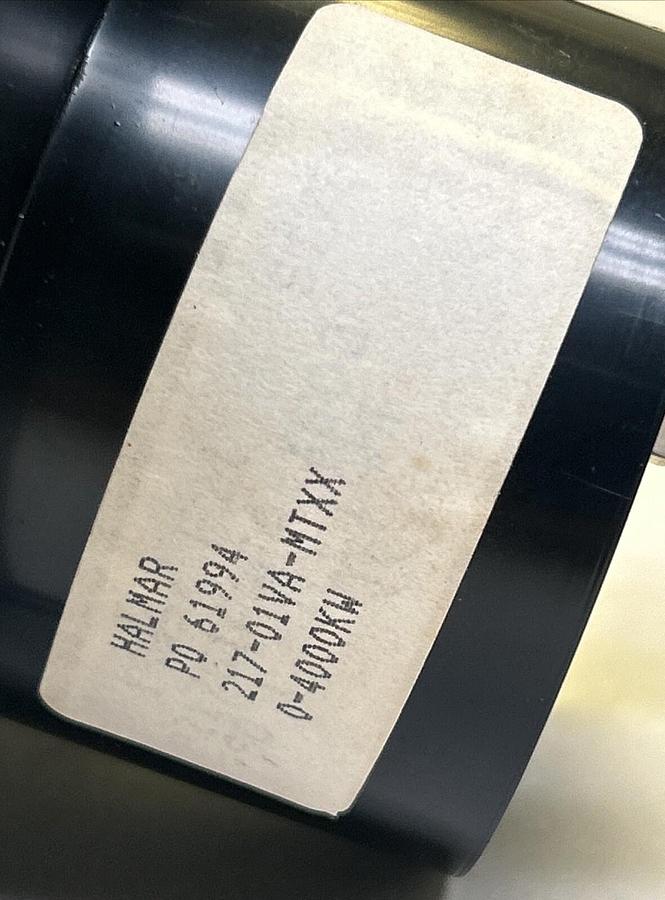 HALMAR
PO 61994
217-01VA-MTXX
0-4000KW